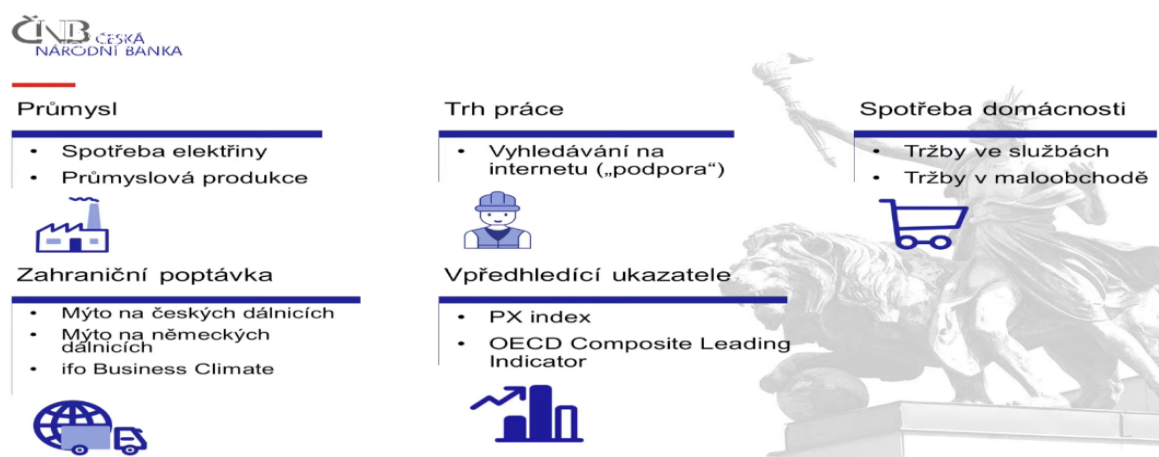 ČNB ČESKÁ
NÁRODNÍ BANKA
Průmysl
• Spotřeba elektřiny
• Průmyslová produkce
Trh práce
• Vyhledávání na
internetu („podpora“)
Spotřeba domácnosti
• Tržby ve službách
• Tržby v maloobchodě
Zahraniční poptávka
• Mýto na českých dálnicích
• Mýto na německých
dálnicích
• ifo Business Climate
Vpředhledící ukazatele
• PX index
• OECD Composite Leading
Indicator